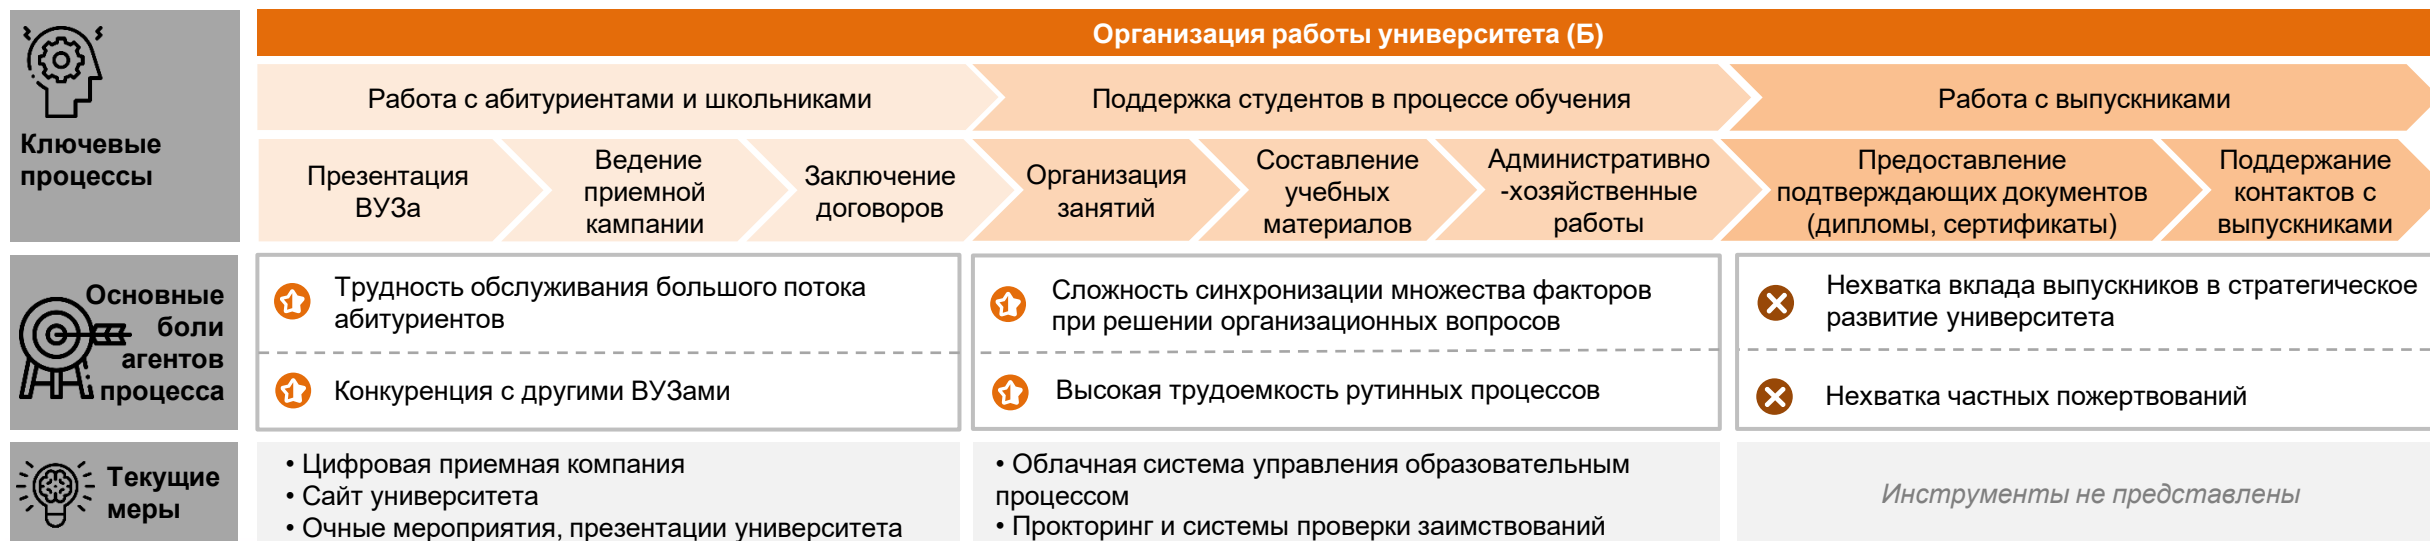 Организация работы университета (Б)
Ключевые
процессы
Работа с абитуриентами и школьниками
Поддержка студентов в процессе обучения
Работа с выпускниками
Презентация
ВУЗа
Ведение
приемной
кампании
Заключение
договоров
Организация
занятий
Составление
учебных
материалов
Административно
-хозяйственные
работы
Предоставление
подтверждающих документов
(дипломы, сертификаты)
Поддержание
контактов с
выпускниками
Основные
боли
агентов
процесса
Трудность обслуживания большого потока
абитуриентов
Конкуренция с другими ВУЗами
Сложность синхронизации множества факторов
при решении организационных вопросов
Высокая трудоемкость рутинных процессов
Нехватка вклада выпускников в стратегическое
развитие университета
Нехватка частных пожертвований
Текущие
меры
• Цифровая приемная компания
• Сайт университета
• Очные мероприятия, презентации университета
• Облачная система управления образовательным
процессом
• Прокторинг и системы проверки заимствований
Инструменты не представлены